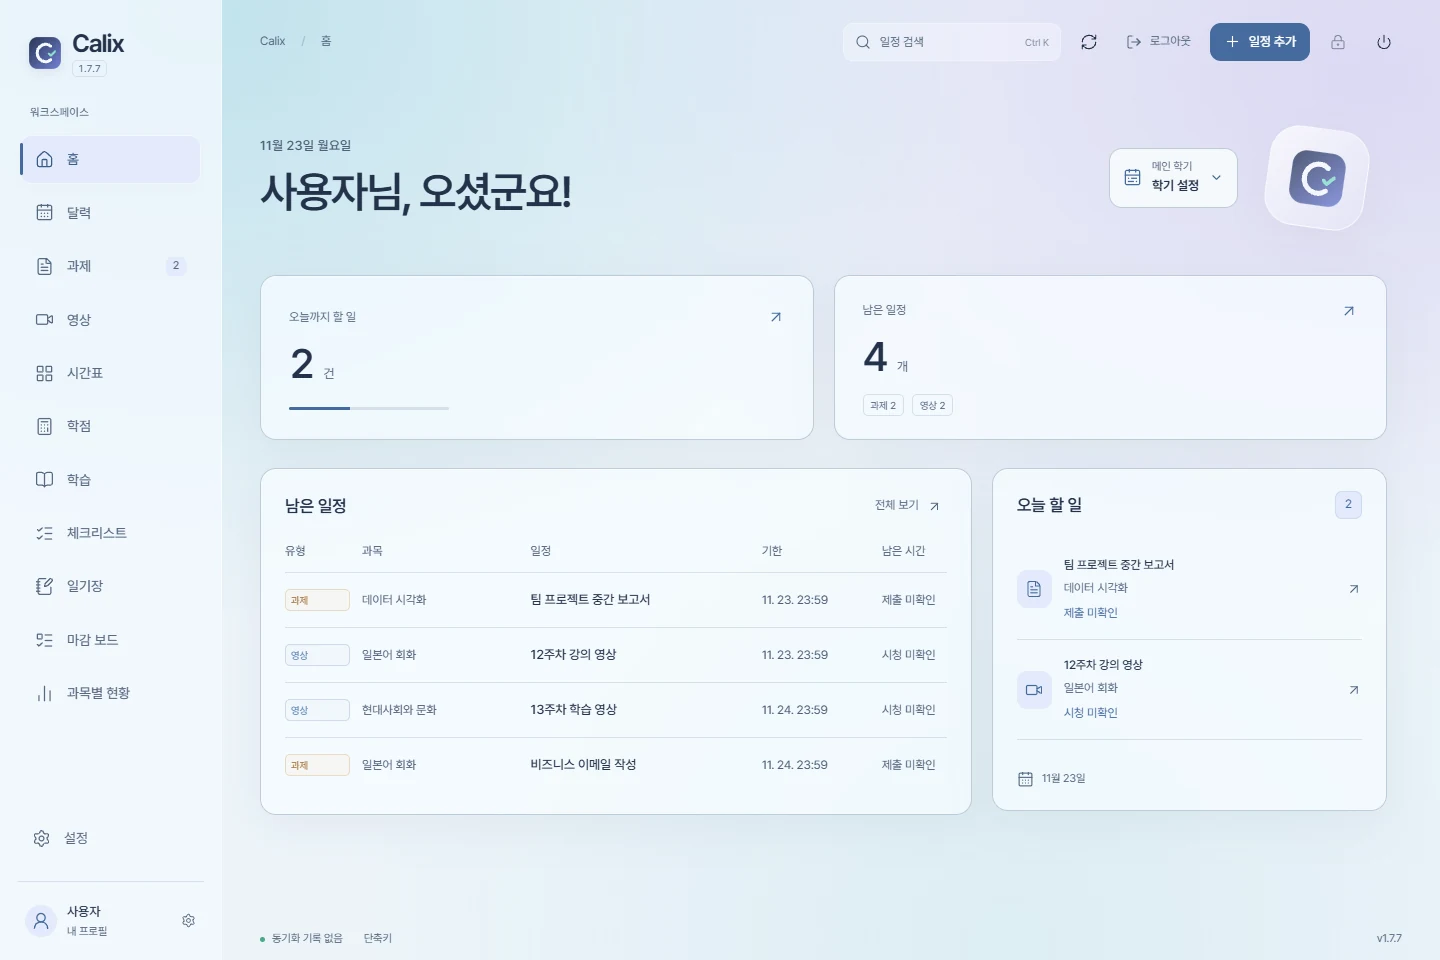 Calix
1.7.7
워크스페이스
홈
달력
과제 2
영상
시간표
학점
학습
체크리스트
일기장
마감 보드
과목별 현황
설정
사용자
내 프로필
Calix / 홈
일정 검색 Ctrl K
로그아웃
일정 추가
11월 23일 월요일
사용자님, 오셨군요!
메인 학기
학기 설정
오늘까지 할 일
2 건
남은 일정
4 개
과제 2 영상 2
남은 일정 전체 보기
유형 과목 일정 기한 남은 시간
과제 데이터 시각화 팀 프로젝트 중간 보고서 11. 23. 23:59 제출 미확인
영상 일본어 회화 12주차 강의 영상 11. 23. 23:59 시청 미확인
영상 현대사회와 문화 13주차 학습 영상 11. 24. 23:59 시청 미확인
과제 일본어 회화 비즈니스 이메일 작성 11. 24. 23:59 제출 미확인
오늘 할 일 2
팀 프로젝트 중간 보고서
데이터 시각화
제출 미확인
12주차 강의 영상
일본어 회화
시청 미확인
11월 23일
동기화 기록 없음 단축키
v1.7.7